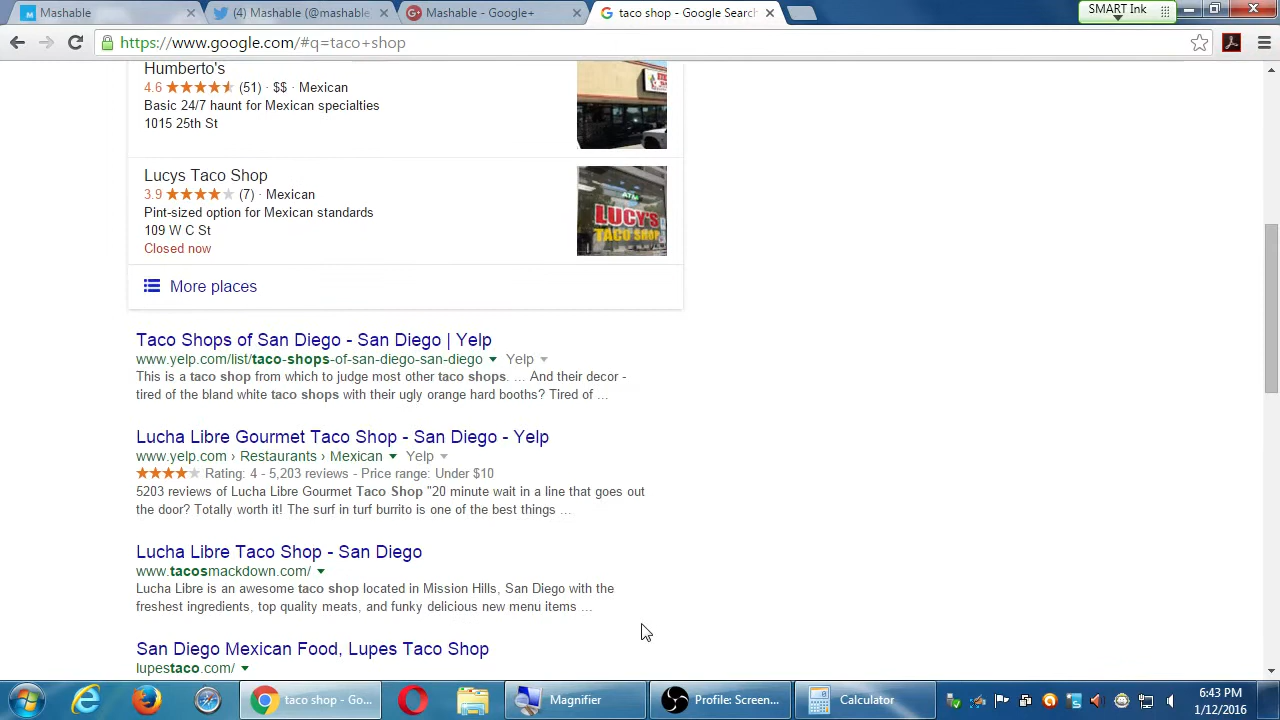 Mashable
(4) Mashable (@mashable
Mashable - Google+
taco shop - Google Search
SMART Ink
https://www.google.com/#q=taco+shop
Humberto's
4.6 (51) · $$ · Mexican
Basic 24/7 haunt for Mexican specialties
1015 25th St
Lucys Taco Shop
3.9 (7) · Mexican
Pint-sized option for Mexican standards
109 W C St
Closed now
ATM
LUCY'S
TACO SHOP
More places
Taco Shops of San Diego - San Diego | Yelp
www.yelp.com/list/taco-shops-of-san-diego-san-diego Yelp
This is a taco shop from which to judge most other taco shops. ... And their decor -
tired of the bland white taco shops with their ugly orange hard booths? Tired of ...
Lucha Libre Gourmet Taco Shop - San Diego - Yelp
www.yelp.com › Restaurants › Mexican Yelp
Rating: 4 - 5,203 reviews - Price range: Under $10
5203 reviews of Lucha Libre Gourmet Taco Shop "20 minute wait in a line that goes out
the door? Totally worth it! The surf in turf burrito is one of the best things ...
Lucha Libre Taco Shop - San Diego
www.tacosmackdown.com/
Lucha Libre is an awesome taco shop located in Mission Hills, San Diego with the
freshest ingredients, top quality meats, and funky delicious new menu items ...
San Diego Mexican Food, Lupes Taco Shop
lupestaco.com/
taco shop - Go...
Magnifier
Profile: Screen...
Calculator
6:43 PM
1/12/2016